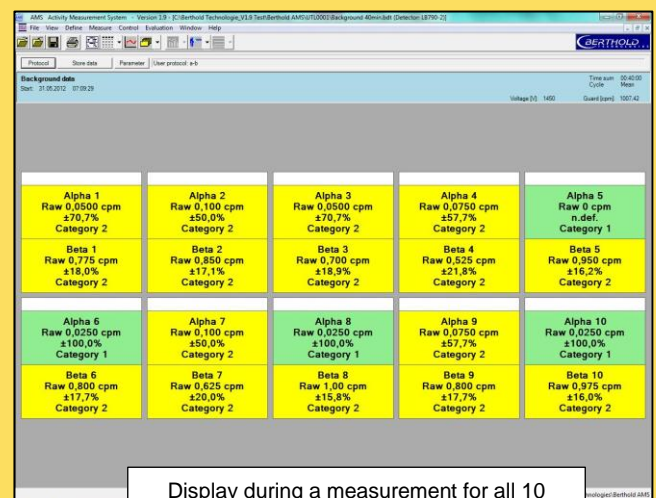 AMS Activity Measurement System - Version 1.9 - [C:\Berthold Technologie_V1.9 Test\Berthold AMS\UTL0001\Background 40min.bdt (Detector: LB790-2)]
File View Define Measure Control Evaluation Window Help
BERTHOLD
Protocol Store data Parameter User protocol: a-b
Background data
Time sum 00:40:00
Start: 31.05.2012 07:09:29
Cycle Mean
Voltage [V] 1450 Guard [cpm] 1007.42
Alpha 1 Alpha 2 Alpha 3 Alpha 4 Alpha 5
Raw 0,0500 cpm Raw 0,100 cpm Raw 0,0500 cpm Raw 0,0750 cpm Raw 0 cpm
±70,7% ±50,0% ±70,7% ±57,7% n.def.
Category 2 Category 2 Category 2 Category 2 Category 1
Beta 1 Beta 2 Beta 3 Beta 4 Beta 5
Raw 0,775 cpm Raw 0,850 cpm Raw 0,700 cpm Raw 0,525 cpm Raw 0,950 cpm
±18,0% ±17,1% ±18,9% ±21,8% ±16,2%
Category 2 Category 2 Category 2 Category 2 Category 2
Alpha 6 Alpha 7 Alpha 8 Alpha 9 Alpha 10
Raw 0,0250 cpm Raw 0,100 cpm Raw 0,0250 cpm Raw 0,0750 cpm Raw 0,0250 cpm
±100,0% ±50,0% ±100,0% ±57,7% ±100,0%
Category 1 Category 2 Category 1 Category 2 Category 1
Beta 6 Beta 7 Beta 8 Beta 9 Beta 10
Raw 0,800 cpm Raw 0,625 cpm Raw 1,00 cpm Raw 0,800 cpm Raw 0,975 cpm
±17,7% ±20,0% ±15,8% ±17,7% ±16,0%
Category 2 Category 2 Category 2 Category 2 Category 2
Display during a measurement for all 10
AMS